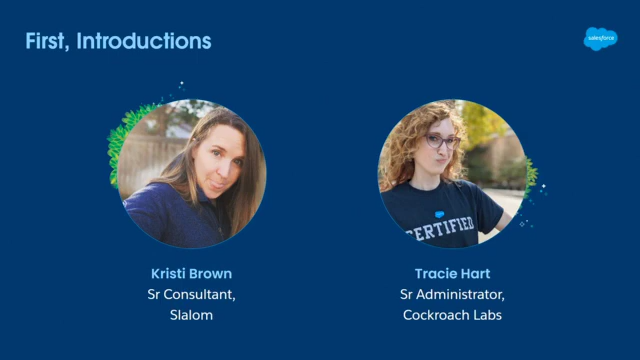 First, Introductions
salesforce
CERTIFIED
Kristi Brown
Sr Consultant,
Slalom
Tracie Hart
Sr Administrator,
Cockroach Labs